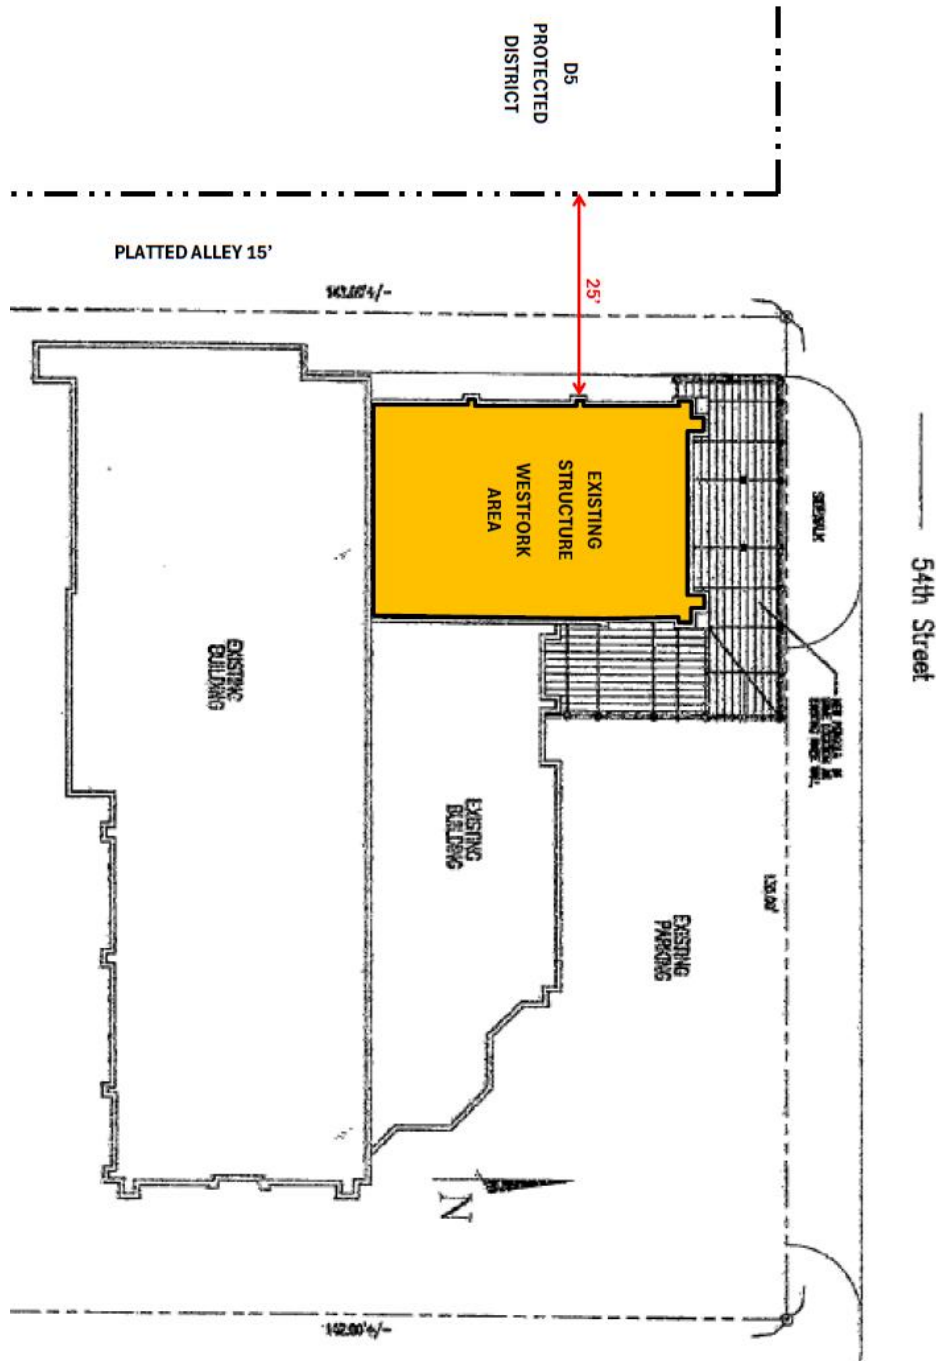 D5
PROTECTED
DISTRICT
PLATTED ALLEY 15'
25'
EXISTING
STRUCTURE
WESTFORK
AREA
SIDEWALK
54th Street
EXISTING
BUILDING
EXISTING
BUILDING
EXISTING
PARKING
N